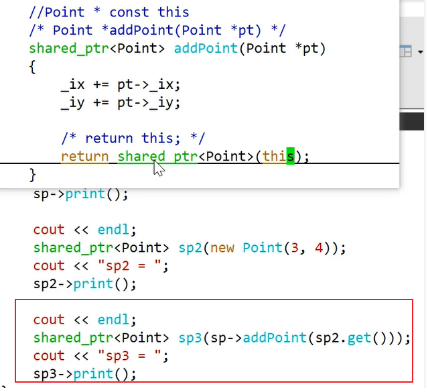 //Point * const this
/* Point *addPoint(Point *pt) */
shared_ptr<Point> addPoint(Point *pt)
{
_ix += pt->_ix;
_iy += pt->_iy;
/* return this; */
return shared_ptr<Point>(this);
}
sp->print();
cout << endl;
shared_ptr<Point> sp2(new Point(3, 4));
cout << "sp2 = ";
sp2->print();
cout << endl;
shared_ptr<Point> sp3(sp->addPoint(sp2.get()));
cout << "sp3 = ";
sp3->print();